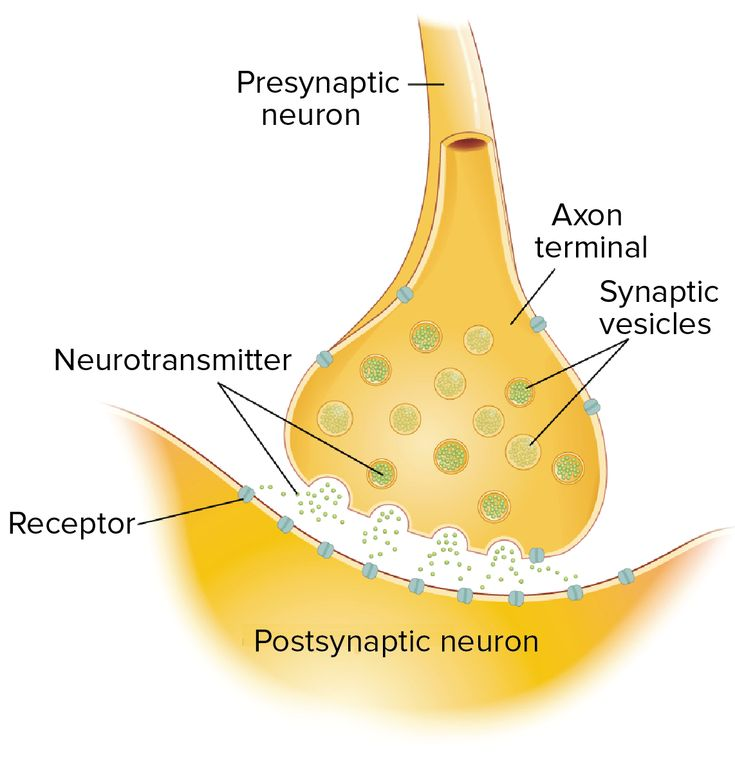 Presynaptic
neuron
Axon
terminal
Synaptic
vesicles
Neurotransmitter
Receptor
Postsynaptic neuron